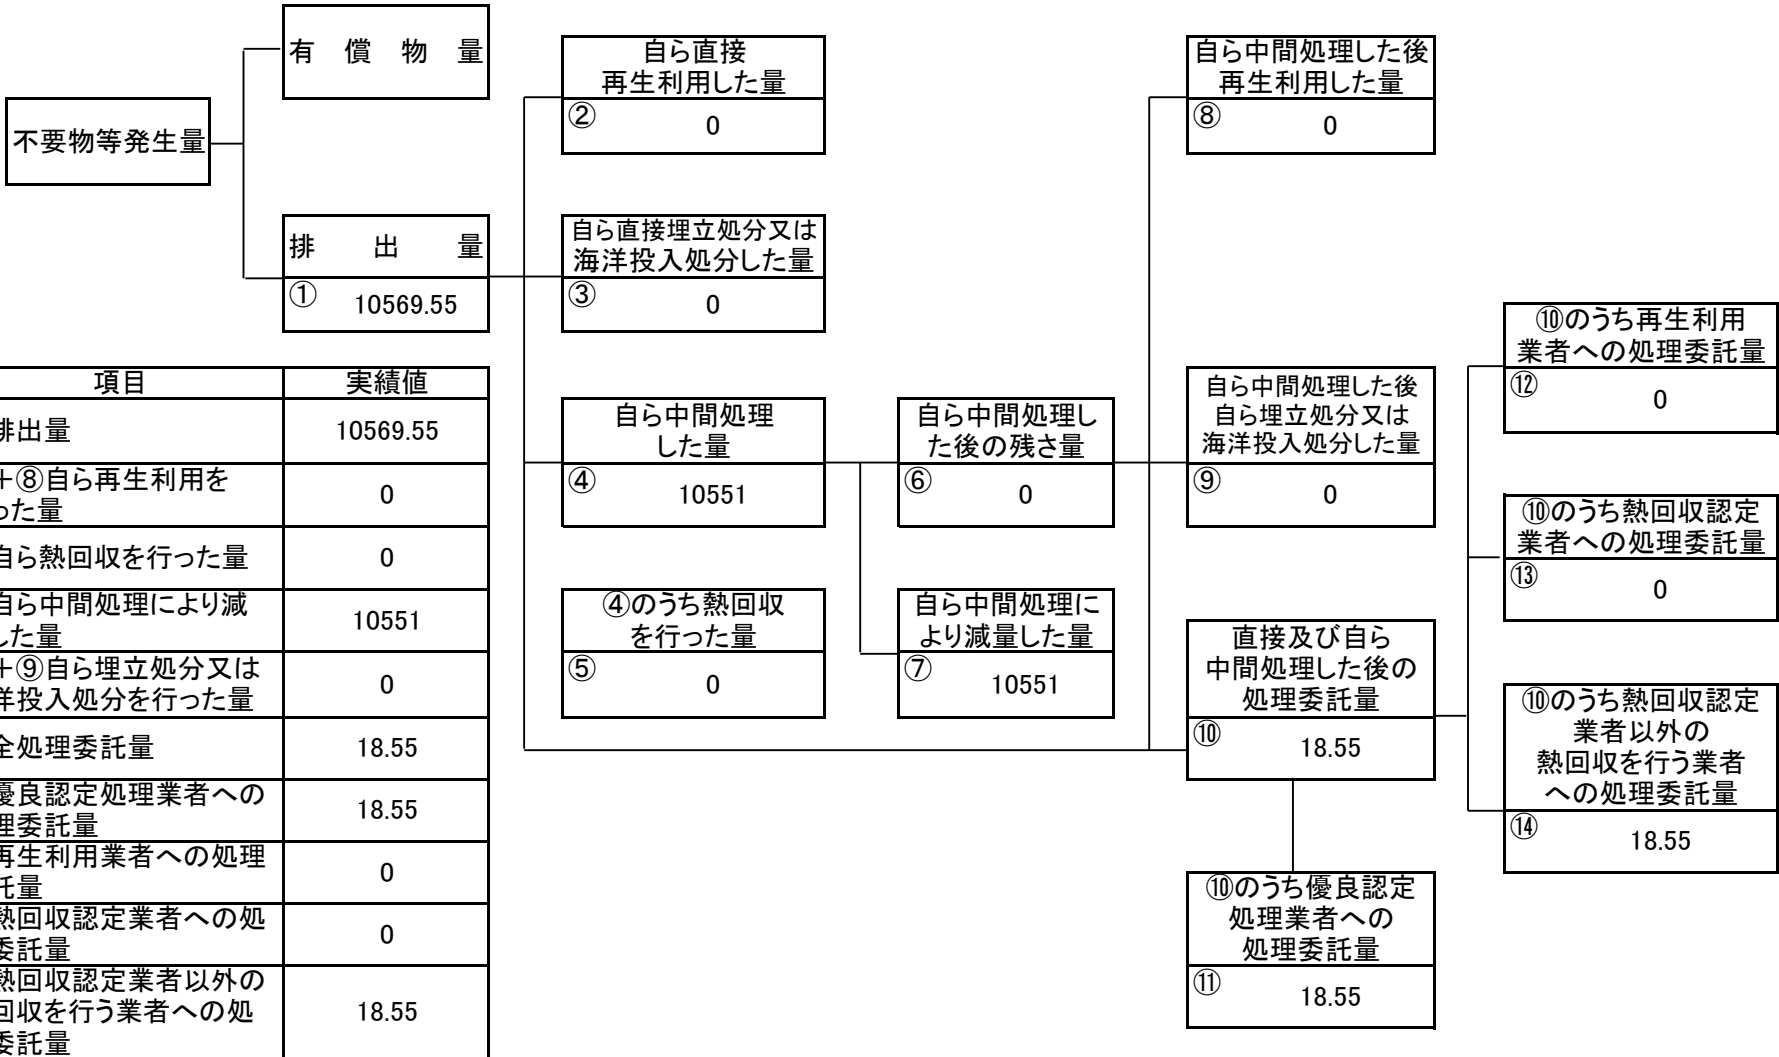 有 償 物 量
不要物等発生量
排 出 量
① 10569.55
自ら直接
再生利用した量
② 0
自ら直接埋立処分又は
海洋投入処分した量
③ 0
自ら中間処理
した量
④ 10551
④のうち熱回収
を行った量
⑤ 0
自ら中間処理し
た後の残さ量
⑥ 0
自ら中間処理に
より減量した量
⑦ 10551
自ら中間処理した後
再生利用した量
⑧ 0
自ら中間処理した後
自ら埋立処分又は
海洋投入処分した量
⑨ 0
直接及び自ら
中間処理した後の
処理委託量
⑩ 18.55
⑩のうち優良認定
処理業者への
処理委託量
⑪ 18.55
⑩のうち再生利用
業者への処理委託量
⑫ 0
⑩のうち熱回収認定
業者への処理委託量
⑬ 0
⑩のうち熱回収認定
業者以外の
熱回収を行う業者
への処理委託量
⑭ 18.55
項目 実績値
排出量 10569.55
+⑧自ら再生利用を
った量 0
自ら熱回収を行った量 0
自ら中間処理により減
した量 10551
+⑨自ら埋立処分又は
洋投入処分を行った量 0
全処理委託量 18.55
優良認定処理業者への
理委託量 18.55
再生利用業者への処理
託量 0
熱回収認定業者への処
委託量 0
熱回収認定業者以外の
回収を行う業者への処
委託量 18.55